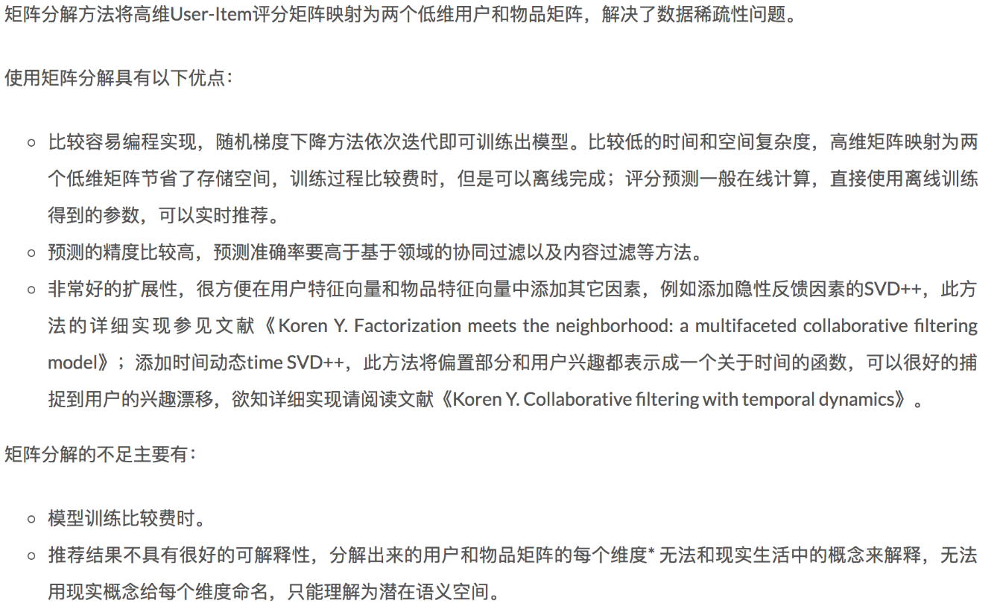 矩阵分解方法将高维User-Item评分矩阵映射为两个低维用户和物品矩阵，解决了数据稀疏性问题。
使用矩阵分解具有以下优点：
比较容易编程实现，随机梯度下降方法依次迭代即可训练出模型。比较低的时间和空间复杂度，高维矩阵映射为两
个低维矩阵节省了存储空间，训练过程比较费时，但是可以离线完成；评分预测一般在线计算，直接使用离线训练
得到的参数，可以实时推荐。
预测的精度比较高，预测准确率要高于基于领域的协同过滤以及内容过滤等方法。
非常好的扩展性，很方便在用户特征向量和物品特征向量中添加其它因素，例如添加隐性反馈因素的SVD++，此方
法的详细实现参见文献《Koren Y. Factorization meets the neighborhood: a multifaceted collaborative filtering
model》；添加时间动态time SVD++，此方法将偏置部分和用户兴趣都表示成一个关于时间的函数，可以很好的捕
捉到用户的兴趣漂移，欲知详细实现请阅读文献《Koren Y. Collaborative filtering with temporal dynamics》。
矩阵分解的不足主要有：
模型训练比较费时。
推荐结果不具有很好的可解释性，分解出来的用户和物品矩阵的每个维度* 无法和现实生活中的概念来解释，无法
用现实概念给每个维度命名，只能理解为潜在语义空间。